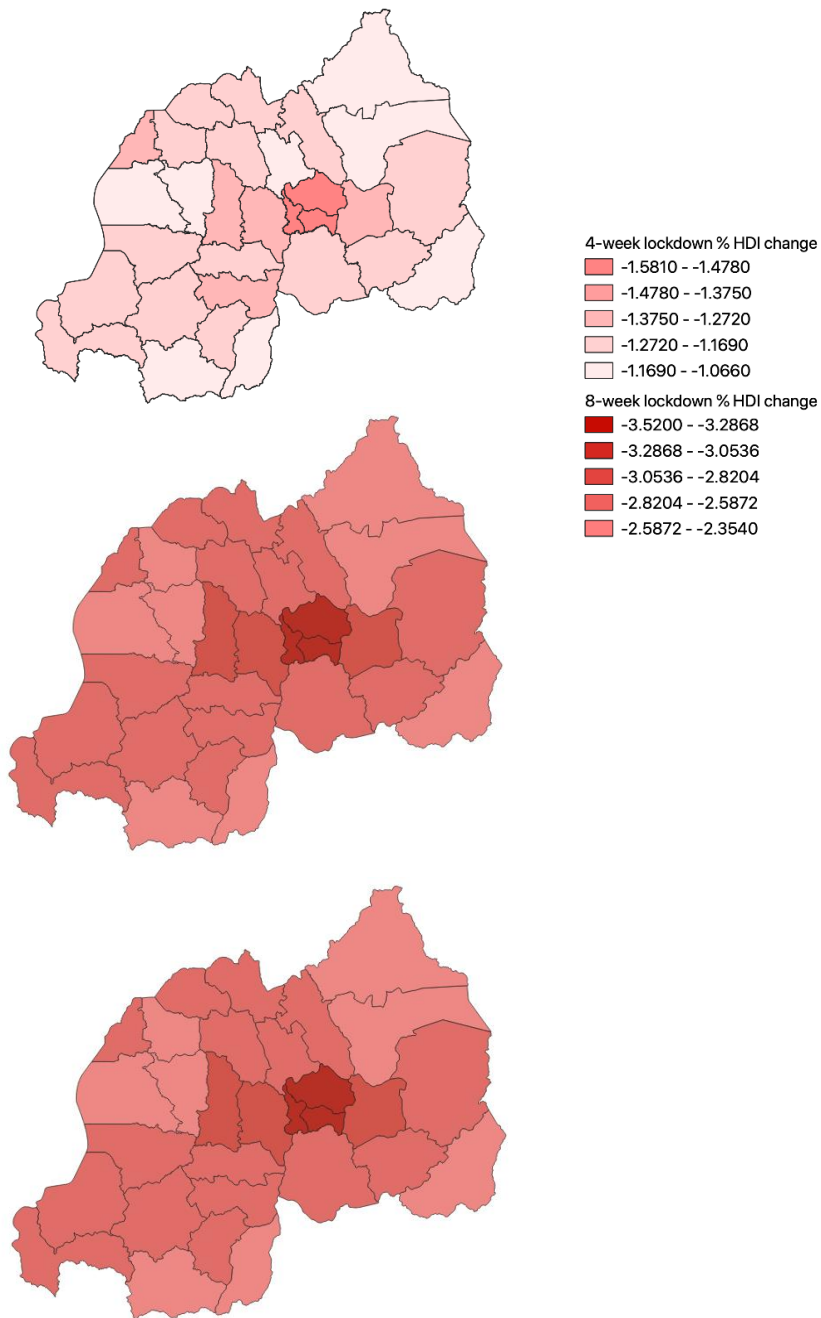 4-week lockdown % HDI change
-1.5810 - -1.4780
-1.4780 - -1.3750
-1.3750 - -1.2720
-1.2720 - -1.1690
-1.1690 - -1.0660
8-week lockdown % HDI change
-3.5200 - -3.2868
-3.2868 - -3.0536
-3.0536 - -2.8204
-2.8204 - -2.5872
-2.5872 - -2.3540